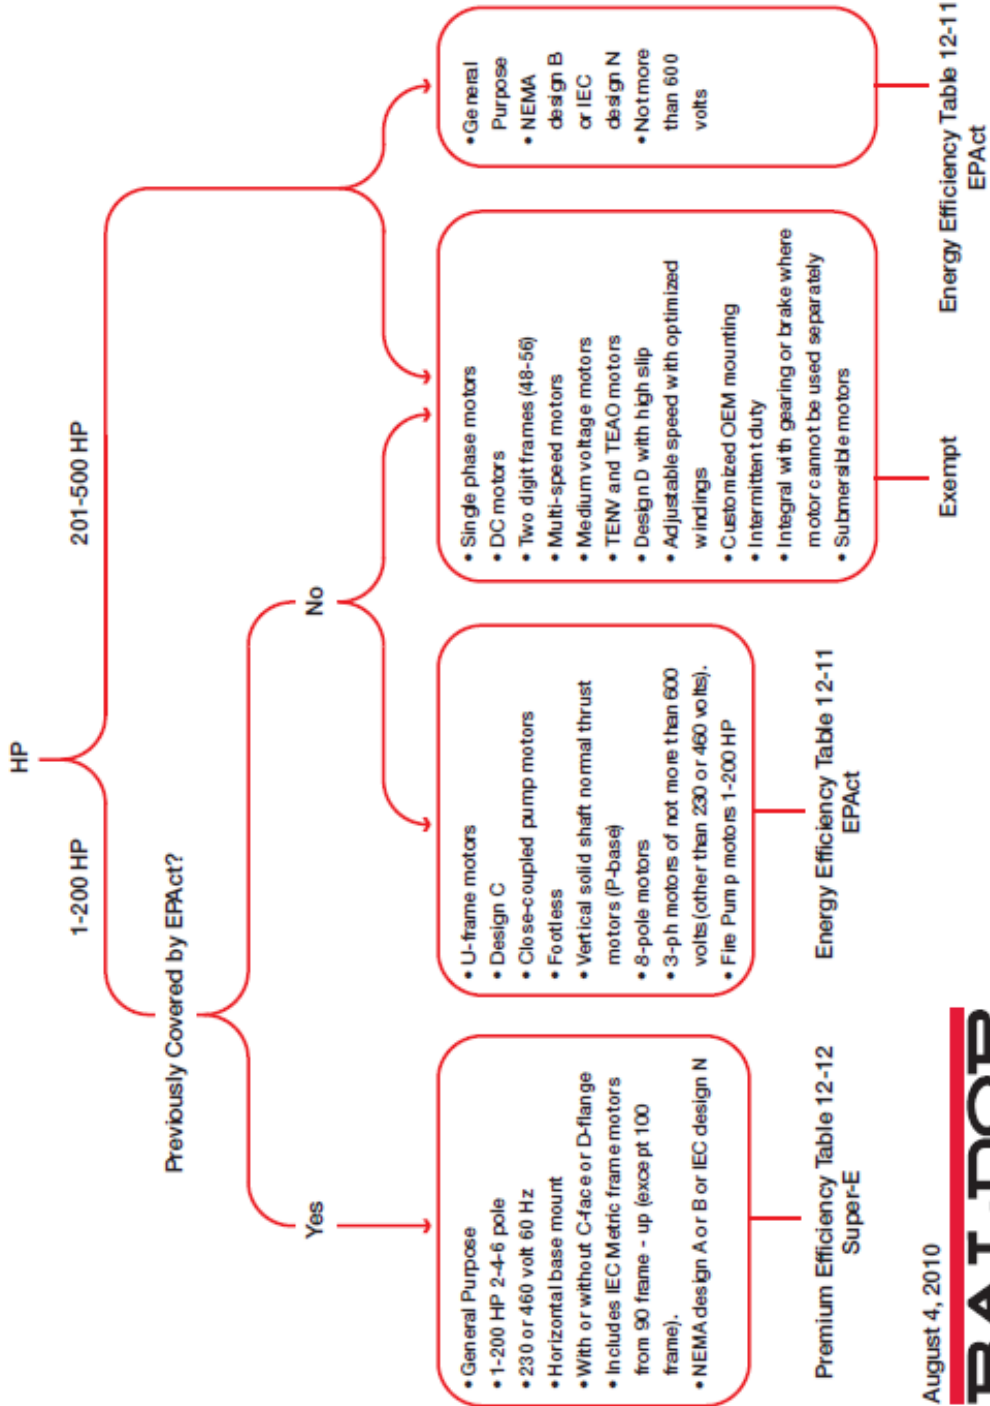 HP
1-200 HP
201-500 HP
Previously Covered by EPAct?
Yes
No
• General Purpose
• 1-200 HP 2-4-6 pole
• 230 or 460 volt 60 Hz
• Horizontal base mount
• With or without C-face or D-flange
• Includes IEC Metric frame motors
from 90 frame - up (except 100
frame).
• NEMA design A or B or IEC design N
Premium Efficiency Table 12-12
Super-E
• U-frame motors
• Design C
• Close-coupled pump motors
• Footless
• Vertical solid shaft normal thrust
motors (P-base)
• 8-pole motors
• 3-ph motors of not more than 600
volts (other than 230 or 460 volts).
• Fire Pump motors 1-200 HP
Energy Efficiency Table 12-11
EPAct
• Single phase motors
• DC motors
• Two digit frames (48-56)
• Multi-speed motors
• Medium voltage motors
• TENV and TEAO motors
• Design D with high slip
• Adjustable speed with optimized
windings
• Customized OEM mounting
• Intermittent duty
• Integral with gearing or brake where
motor cannot be used separately
• Submersible motors
Exempt
• General
Purpose
• NEMA
design B
or IEC
design N
• Not more
than 600
volts
Energy Efficiency Table 12-11
EPAct
August 4, 2010
BALDOR